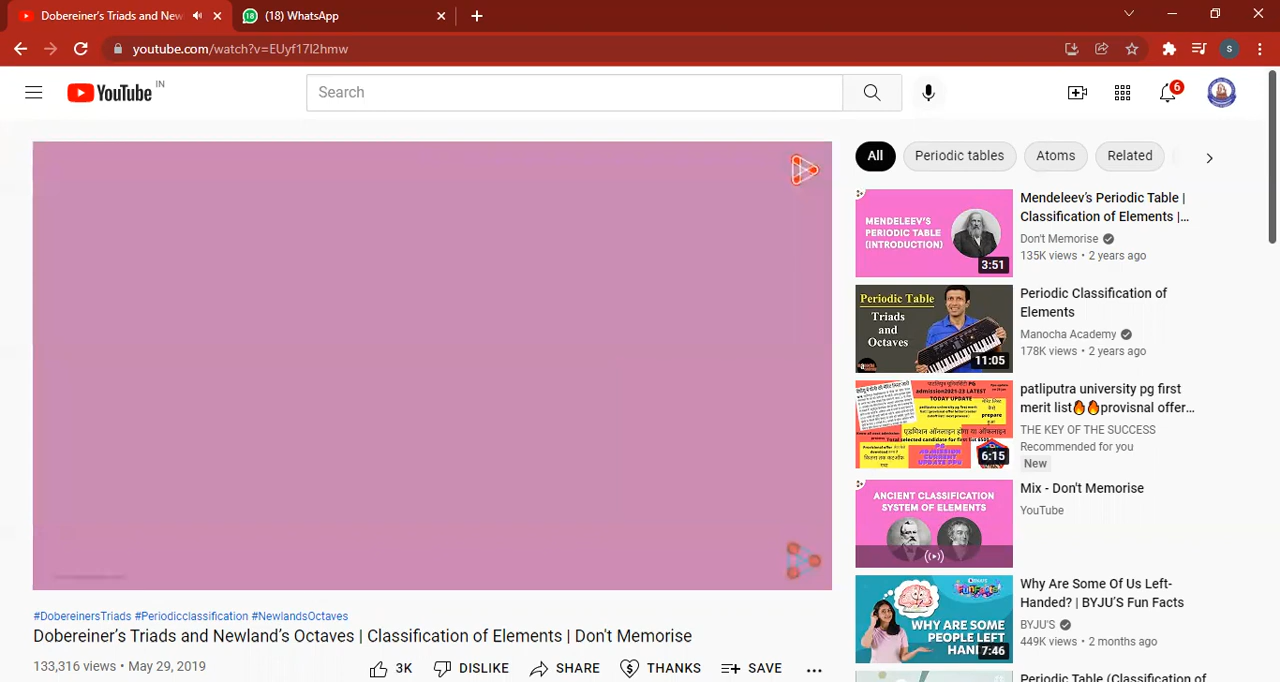 Dobereiner's Triads and New
(18) WhatsApp
youtube.com/watch?v=EUyf17I2hmw
S
YouTube IN
Search
6
All
Periodic tables
Atoms
Related
MENDELEEV'S
PERIODIC TABLE
(INTRODUCTION)
3:51
Mendeleev's Periodic Table |
Classification of Elements |...
Don't Memorise
135K views • 2 years ago
Periodic Table
Triads
and
Octaves
11:05
Periodic Classification of
Elements
Manocha Academy
178K views • 2 years ago
admission2021-23 LATEST
TODAY UPDATE
prepare
6:15
patliputra university pg first
merit list🔥🔥provisnal offer...
THE KEY OF THE SUCCESS
Recommended for you
New
ANCIENT CLASSIFICATION
SYSTEM OF ELEMENTS
Mix - Don't Memorise
YouTube
WHY ARE SOME
PEOPLE LEFT
7:46
Why Are Some Of Us Left-
Handed? | BYJU'S Fun Facts
BYJU'S
449K views • 2 months ago
Periodic Table (Classification of
#DobereinersTriads #Periodicclassification #NewlandsOctaves
Dobereiner's Triads and Newland's Octaves | Classification of Elements | Don't Memorise
133,316 views • May 29, 2019
3K
DISLIKE
SHARE
THANKS
SAVE